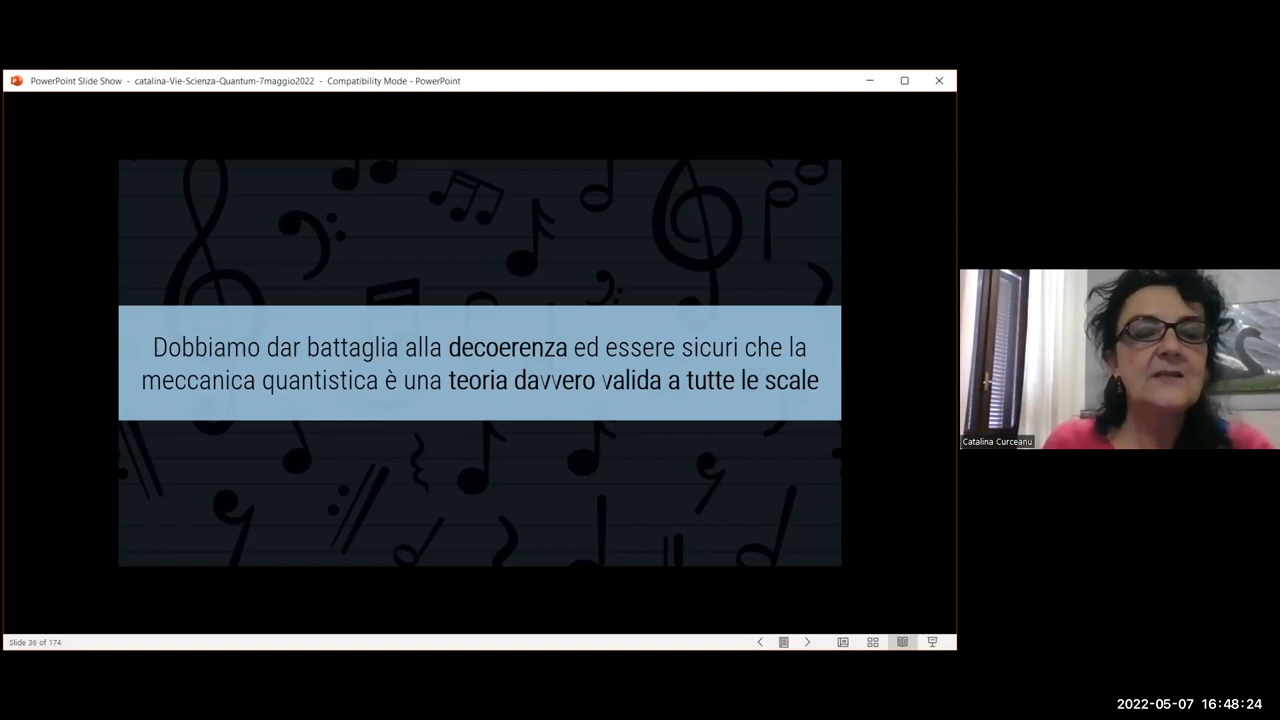 PowerPoint Slide Show - catalina-Vie-Scienza-Quantum-7maggio2022 - Compatibility Mode - PowerPoint
Dobbiamo dar battaglia alla decoerenza ed essere sicuri che la
meccanica quantistica è una teoria davvero valida a tutte le scale
Catalina Curceanu
Slide 36 of 174
2022-05-07 16:48:24